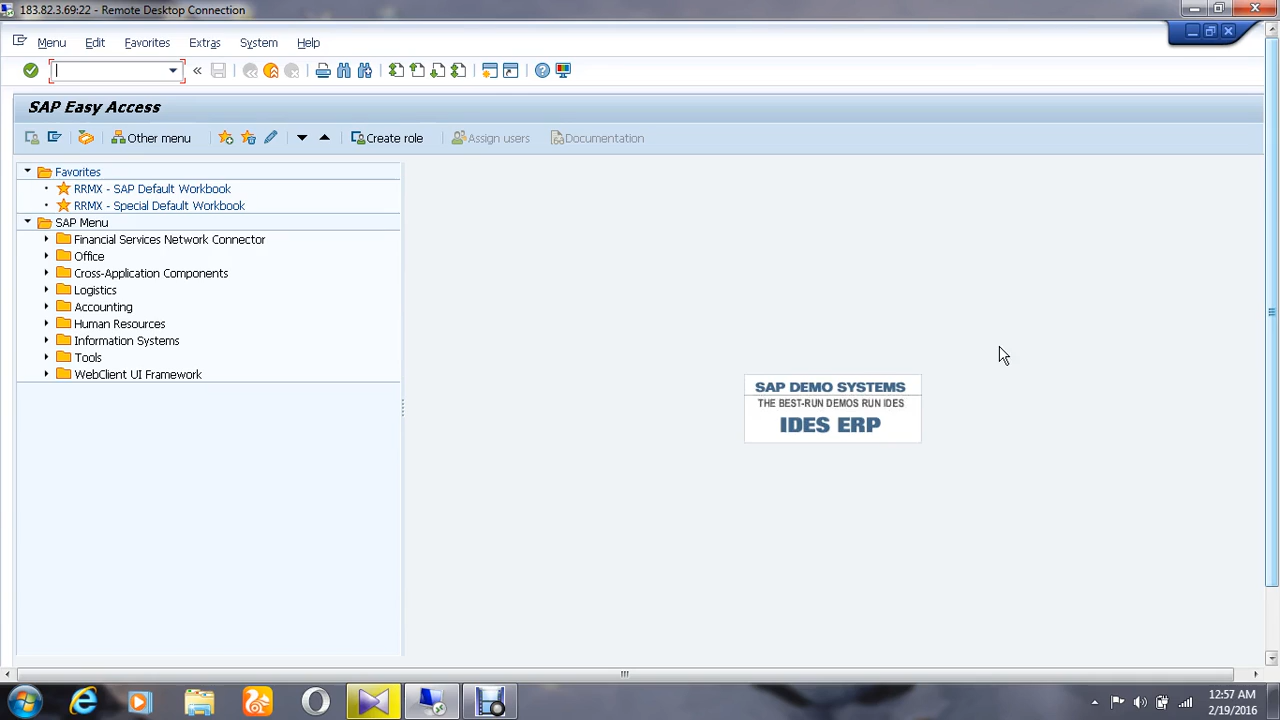 183.82.3.69:22 - Remote Desktop Connection
Menu Edit Favorites Extras System Help
SAP Easy Access
Other menu Create role Assign users Documentation
Favorites
RRMX - SAP Default Workbook
RRMX - Special Default Workbook
SAP Menu
Financial Services Network Connector
Office
Cross-Application Components
Logistics
Accounting
Human Resources
Information Systems
Tools
WebClient UI Framework
SAP DEMO SYSTEMS
THE BEST-RUN DEMOS RUN IDES
IDES ERP
12:57 AM
2/19/2016